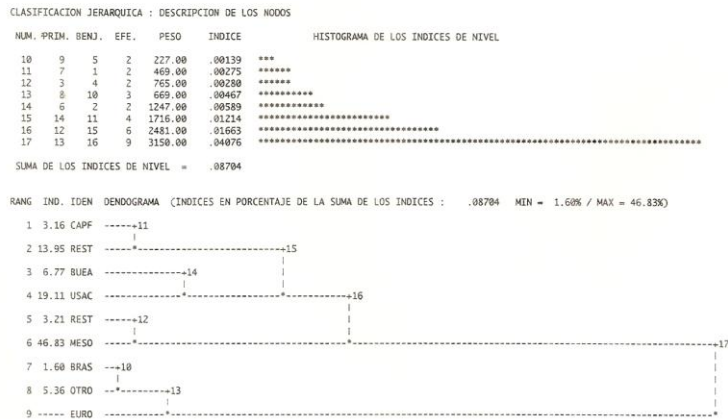 CLASIFICACION JERARQUICA : DESCRIPCION DE LOS NODOS
NUM. PRIM. BENJ. EFE. PESO INDICE HISTOGRAMA DE LOS INDICES DE NIVEL
10 9 5 2 227.00 .00139 ***
11 7 1 2 469.00 .00275 ******
12 3 4 2 765.00 .00280 ******
13 8 10 3 669.00 .00467 **********
14 6 2 2 1247.00 .00589 ************
15 14 11 4 1716.00 .01214 ************************
16 12 15 6 2481.00 .01663 *********************************
17 13 16 9 3150.00 .04076 ********************************************************************************
SUMA DE LOS INDICES DE NIVEL = .08704
RANG IND. IDEN DENDOGRAMA (INDICES EN PORCENTAJE DE LA SUMA DE LOS INDICES : .08704 MIN = 1.60% / MAX = 46.83%)
1 3.16 CAPF -----+11
2 13.95 REST -----*---------------------------+15
3 6.77 BUEA --------------+14
4 19.11 USAC --------------*------------------*------------+16
5 3.21 REST -----+12
6 46.83 MESO -----*----------------------------------------*--------------------------------------------------------------------+17
7 1.60 BRAS --+10
8 5.36 OTRO --*---------+13
9 ----- EURO ------------*---------------------------------------------------------------------------------------------------*